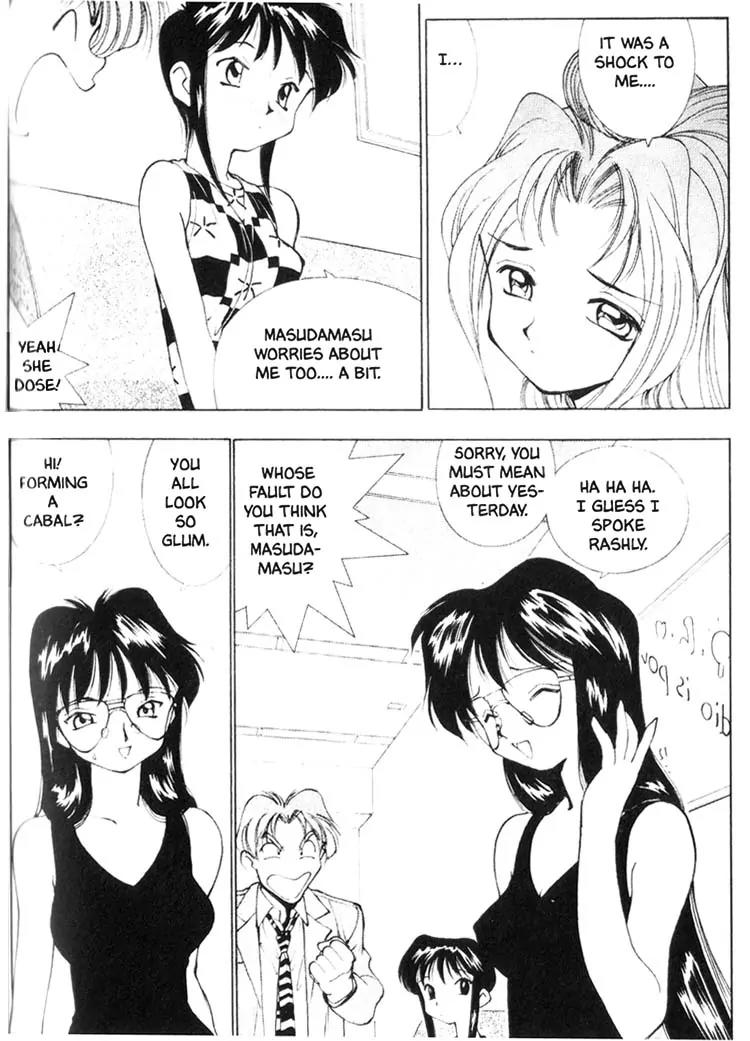 IT WAS A
SHOCK TO
ME....
I...
MASUDAMASU
WORRIES ABOUT
ME TOO.... A BIT.
YEAH
SHE
DOSE!
SORRY, YOU
MUST MEAN
ABOUT YES-
TERDAY.
HA HA HA.
I GUESS I
SPOKE
RASHLY.
WHOSE
FAULT DO
YOU THINK
THAT IS,
MASUDA-
MASU?
YOU
ALL
LOOK
SO
GLUM.
HI!
FORMING
A
CABAL?